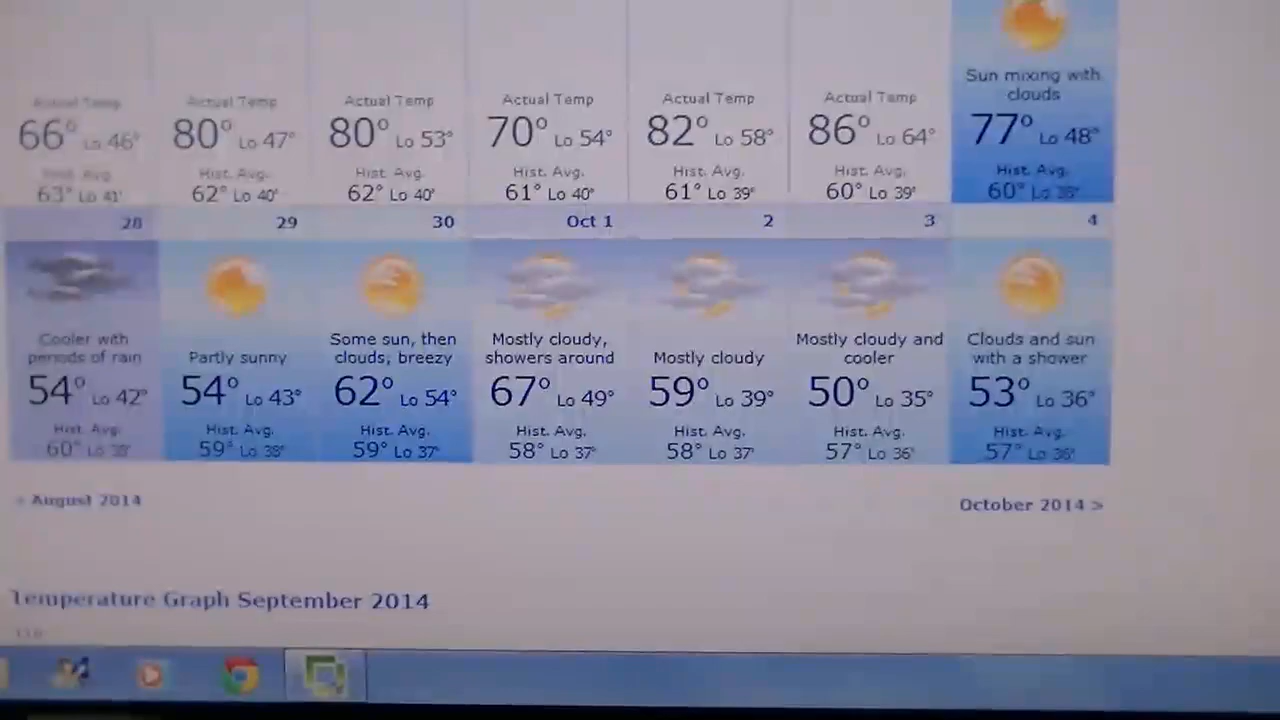 Sun mixing with
clouds
Actual Temp Actual Temp Actual Temp Actual Temp Actual Temp Actual Temp
66° Lo 46° 80° Lo 47° 80° Lo 53° 70° Lo 54° 82° Lo 58° 86° Lo 64° 77° Lo 48°
Hist. Avg. Hist. Avg. Hist. Avg. Hist. Avg. Hist. Avg. Hist. Avg. Hist. Avg.
63° Lo 41° 62° Lo 40° 62° Lo 40° 61° Lo 40° 61° Lo 39° 60° Lo 39° 60° Lo
28 29 30 Oct 1 2 3 4
Cooler with
periods of rain
Partly sunny
Some sun, then
clouds, breezy
Mostly cloudy,
showers around
Mostly cloudy
Mostly cloudy and
cooler
Clouds and sun
with a shower
54° Lo 42° 54° Lo 43° 62° Lo 54° 67° Lo 49° 59° Lo 39° 50° Lo 35° 53° Lo 36°
Hist. Avg. Hist. Avg. Hist. Avg. Hist. Avg. Hist. Avg. Hist. Avg. Hist. Avg.
60° Lo 59° Lo 38° 59° Lo 37° 58° Lo 37° 58° Lo 37° 57° Lo 36° 57° Lo 36°
< August 2014 October 2014 >
Temperature Graph September 2014